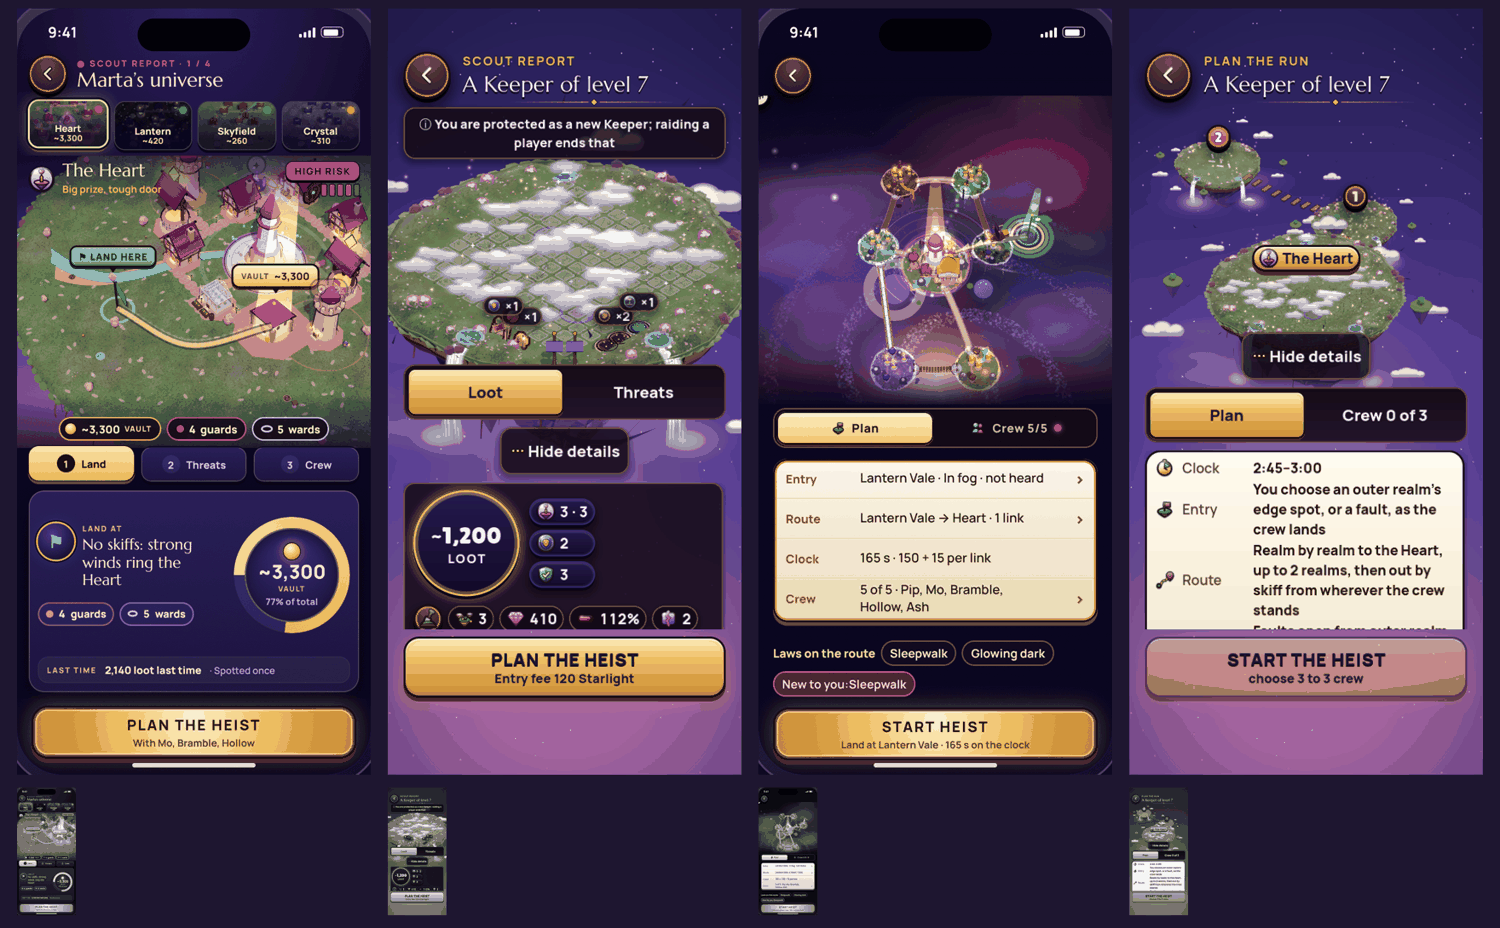 9:41
SCOUT REPORT · 1 / 4
Marta's universe
Heart
~3,300
Lantern
~420
Skyfield
~260
Crystal
~310
The Heart
Big prize, tough door
HIGH RISK
LAND HERE
VAULT ~3,300
~3,300 VAULT
4 guards
5 wards
1 Land
2 Threats
3 Crew
LAND AT
No skiffs: strong
winds ring the
Heart
4 guards
5 wards
~3,300
VAULT
77% of total
LAST TIME 2,140 loot last time · Spotted once
PLAN THE HEIST
With Mo, Bramble, Hollow
SCOUT REPORT
A Keeper of level 7
ⓘ You are protected as a new Keeper; raiding a
player ends that
×1
×1
×1
×2
Loot
Threats
··· Hide details
~1,200
LOOT
3 · 3
2
3
3
410
112%
2
PLAN THE HEIST
Entry fee 120 Starlight
9:41
Plan
Crew 5/5
Entry Lantern Vale · In fog · not heard
Route Lantern Vale → Heart · 1 link
Clock 165 s · 150 + 15 per link
Crew 5 of 5 · Pip, Mo, Bramble,
Hollow, Ash
Laws on the route Sleepwalk Glowing dark
New to you:Sleepwalk
START HEIST
Land at Lantern Vale · 165 s on the clock
PLAN THE RUN
A Keeper of level 7
2
1
The Heart
··· Hide details
Plan
Crew 0 of 3
Clock 2:45–3:00
Entry You choose an outer realm's
edge spot, or a fault, as the
crew lands
Route Realm by realm to the Heart,
up to 2 realms, then out by
skiff from wherever the crew
stands
START THE HEIST
choose 3 to 3 crew